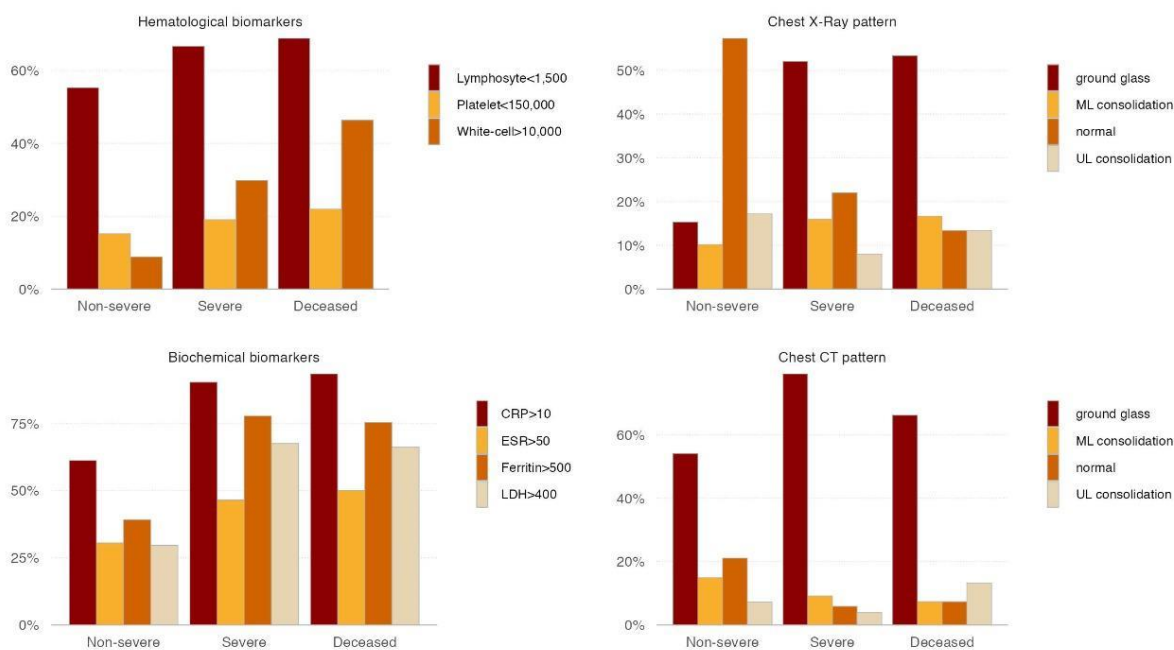 Hematological biomarkers
60%
40%
20%
0%
Non-severe Severe Deceased
Lymphosyte<1,500
Platelet<150,000
White-cell>10,000
Chest X-Ray pattern
50%
40%
30%
20%
10%
0%
Non-severe Severe Deceased
ground glass
ML consolidation
normal
UL consolidation
Biochemical biomarkers
75%
50%
25%
0%
Non-severe Severe Deceased
CRP>10
ESR>50
Ferritin>500
LDH>400
Chest CT pattern
60%
40%
20%
0%
Non-severe Severe Deceased
ground glass
ML consolidation
normal
UL consolidation